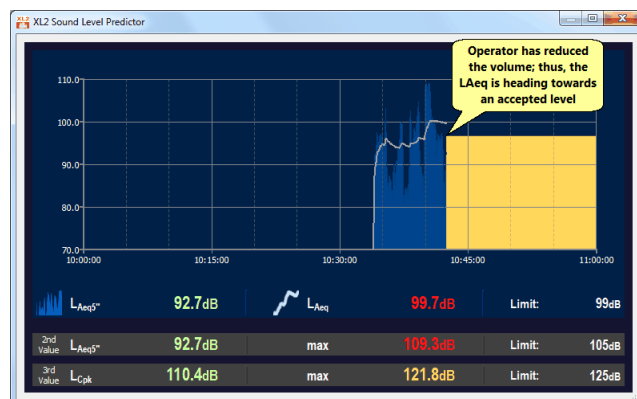 XL2 Sound Level Predictor
Operator has reduced
the volume; thus, the
LAeq is heading towards
an accepted level
110.0
100.0
90.0
80.0
70.0
10:00:00 10:15:00 10:30:00 10:45:00 11:00:00
LAeq5" 92.7dB LAeq 99.7dB Limit: 99dB
2nd Value LAeq5" 92.7dB max 109.3dB Limit: 105dB
3rd Value LCpk 110.4dB max 121.8dB Limit: 125dB